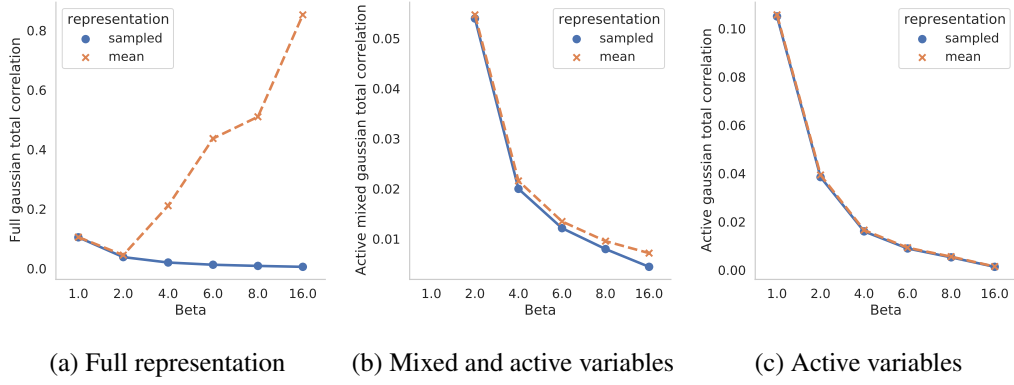 Full gaussian total correlation
0.8
0.6
0.4
0.2
0.0
representation
sampled
mean
1.0 2.0 4.0 6.0 8.0 16.0
Beta
(a) Full representation
Active mixed gaussian total correlation
0.05
0.04
0.03
0.02
0.01
representation
sampled
mean
1.0 2.0 4.0 6.0 8.0 16.0
Beta
(b) Mixed and active variables
Active gaussian total correlation
0.10
0.08
0.06
0.04
0.02
0.00
representation
sampled
mean
1.0 2.0 4.0 6.0 8.0 16.0
Beta
(c) Active variables